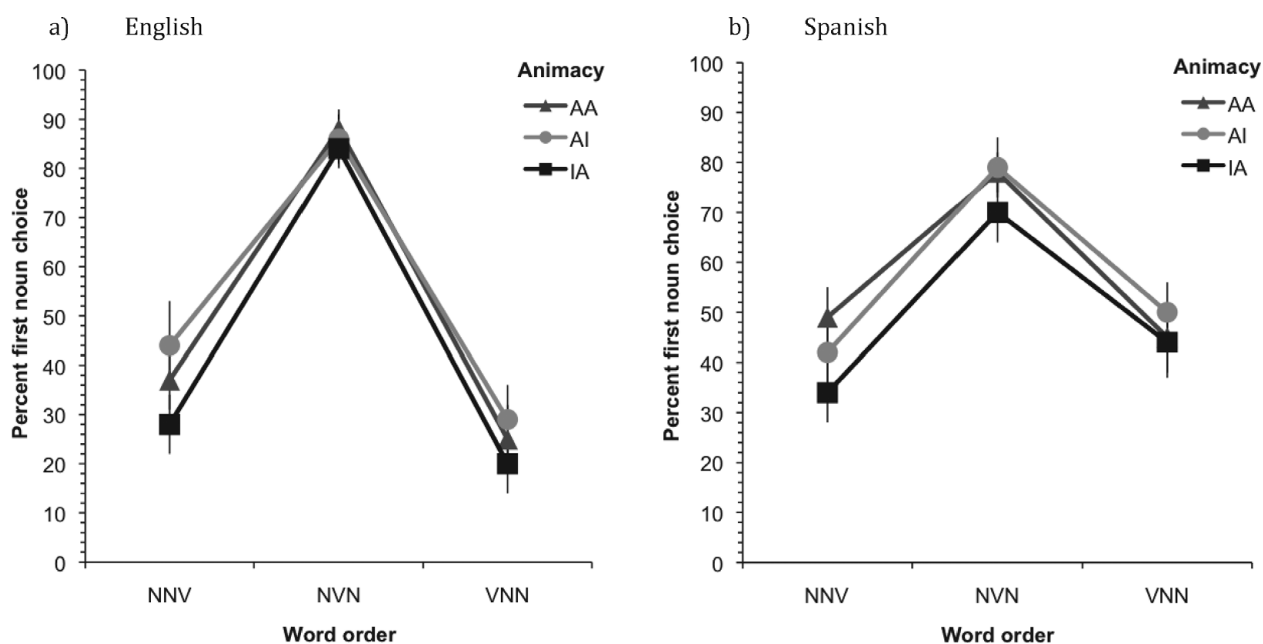 a) English
Percent first noun choice
100
90
80
70
60
50
40
30
20
10
0
NNV NVN VNN
Word order
Animacy
AA
AI
IA
b) Spanish
Percent first noun choice
100
90
80
70
60
50
40
30
20
10
0
NNV NVN VNN
Word order
Animacy
AA
AI
IA